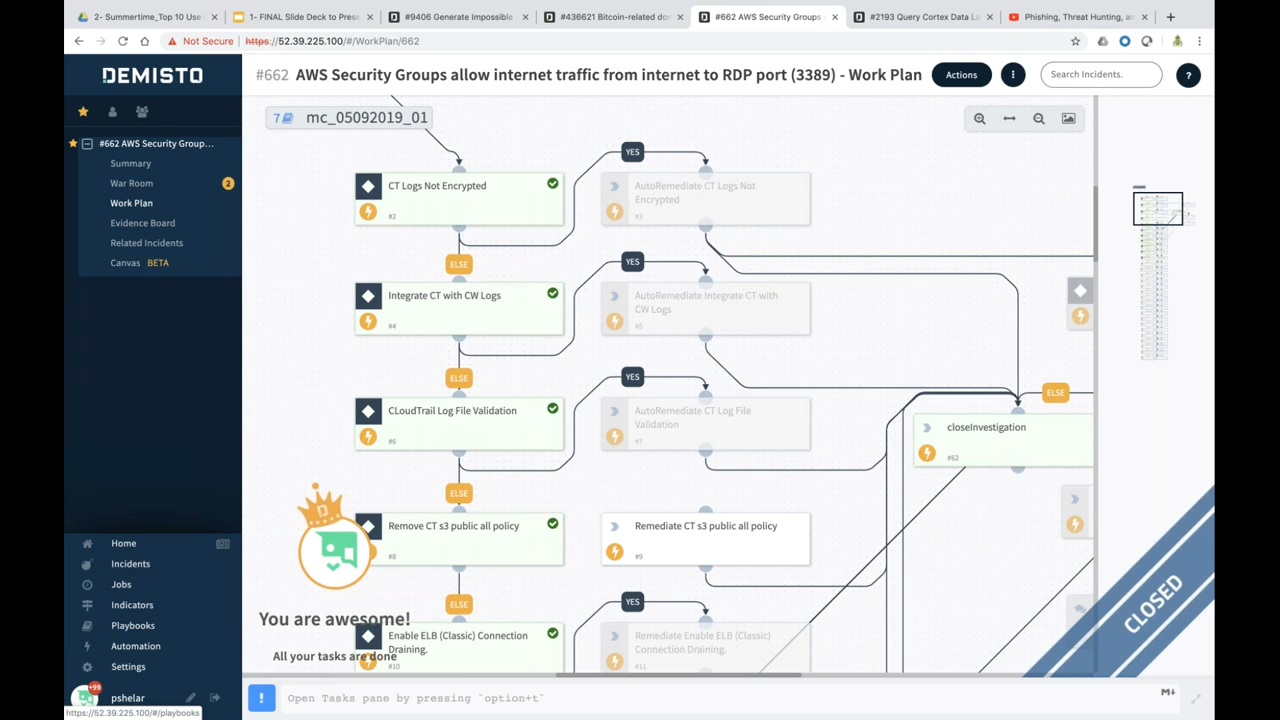 2- Summertime_Top 10 Use
1- FINAL Slide Deck to Prese
#9406 Generate Impossible
#436621 Bitcoin-related do
#662 AWS Security Groups
#2193 Query Cortex Data La
Phishing, Threat Hunting, an
Not Secure
https://52.39.225.100/#/WorkPlan/662
DEMISTO
#662 AWS Security Groups allow internet traffic from internet to RDP port (3389) - Work Plan
Actions
Search Incidents.
?
#662 AWS Security Group...
Summary
War Room 2
Work Plan
Evidence Board
Related Incidents
Canvas BETA
7 mc_05092019_01
CT Logs Not Encrypted
#2
YES
AutoRemediate CT Logs Not
Encrypted
#3
ELSE
Integrate CT with CW Logs
#4
YES
AutoRemediate Integrate CT with
CW Logs
#5
ELSE
CLoudTrail Log File Validation
#6
YES
AutoRemediate CT Log File
Validation
#7
ELSE
closeInvestigation
#62
ELSE
Remove CT s3 public all policy
#8
Remediate CT s3 public all policy
#9
ELSE
Enable ELB (Classic) Connection
Draining.
#10
YES
Remediate Enable ELB (Classic)
Connection Draining.
#11
You are awesome!
All your tasks are done
CLOSED
Home
Incidents
Jobs
Indicators
Playbooks
Automation
Settings
+99
pshelar
https://52.39.225.100/#/playbooks
! Open Tasks pane by pressing `option+t`
M+